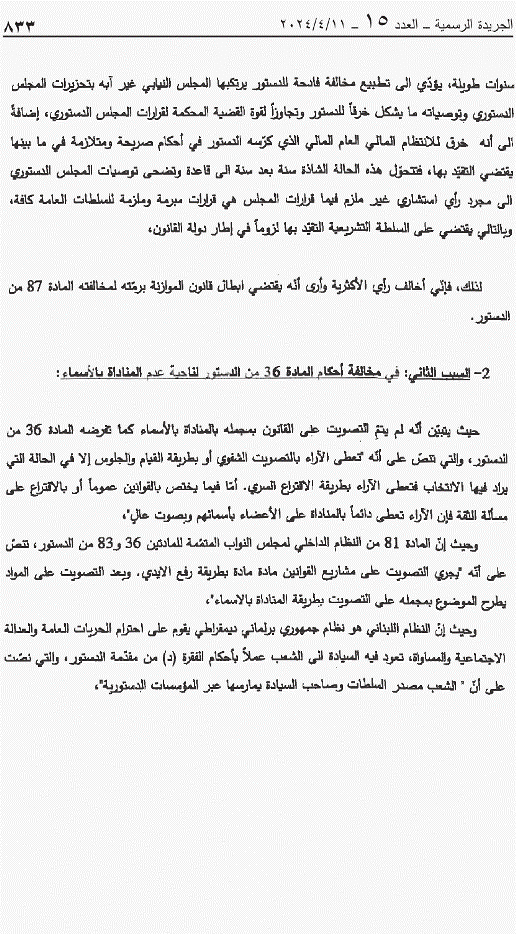 الجريدة الرسمية – العدد ١٥ – ٢٠٢٤/٤/١١
٨٣٣
سنوات طويلة، يؤدّي الى تطبيع مخالفة فادحة للدستور يرتكبها المجلس النيابي غير آبه بتحزيرات المجلس
الدستوري وتوصياته ما يشكل خرقاً للدستور وتجاوزاً لقوة القضية المحكمة لقرارات المجلس الدستوري، إضافةً
الى أنه خرق للانتظام المالي العام المالي الذي كرّسه الدستور في أحكام صريحة ومتلازمة في ما بينها
يقتضي التقيّد بها، فتتحوّل هذه الحالة الشاذة سنة بعد سنة الى قاعدة وتضحى توصيات المجلس الدستوري
الى مجرد رأي استشاري غير ملزم فيما قرارات المجلس هي قرارات مبرمة وملزمة للسلطات العامة كافة،
وبالتالي يقتضي على السلطة التشريعية التقيّد بها لزوماً في إطار دولة القانون،
لذلك، فإنّي أخالف رأي الأكثرية وأرى أنّه يقتضي ابطال قانون الموازنة برمّته لمخالفته المادة 87 من
الدستور.
2- السبب الثاني: في مخالفة أحكام المادة 36 من الدستور لناحية عدم المناداة بالأسماء:
حيث يتبيّن أنّه لم يتمّ التصويت على القانون بمجمله بالمناداة بالأسماء كما تفرضه المادة 36 من
الدستور، والتي تنصّ على أنّه "تعطى الآراء بالتصويت الشفوي أو بطريقة القيام والجلوس إلا في الحالة التي
يراد فيها الانتخاب فتعطى الآراء بطريقة الاقتراع السري. أمّا فيما يختص بالقوانين عموماً أو بالاقتراع على
مسألة الثقة فإن الآراء تعطى دائماً بالمناداة على الأعضاء بأسمائهم وبصوت عالٍ"،
وحيث إنّ المادة 81 من النظام الداخلي لمجلس النواب المتمّمة للمادتين 36 و83 من الدستور، تنصّ
على أنّه "يجري التصويت على مشاريع القوانين مادة مادة بطريقة رفع الايدي. وبعد التصويت على المواد
يطرح الموضوع بمجمله على التصويت بطريقة المناداة بالاسماء"،
وحيث إنّ النظام اللبناني هو نظام جمهوري برلماني ديمقراطي يقوم على احترام الحريات العامة والعدالة
الاجتماعية والمساواة، تعود فيه السيادة الى الشعب عملاً بأحكام الفقرة (د) من مقدّمة الدستور، والتي نصّت
على أنّ " الشعب مصدر السلطات وصاحب السيادة يمارسها عبر المؤسسات الدستورية"،